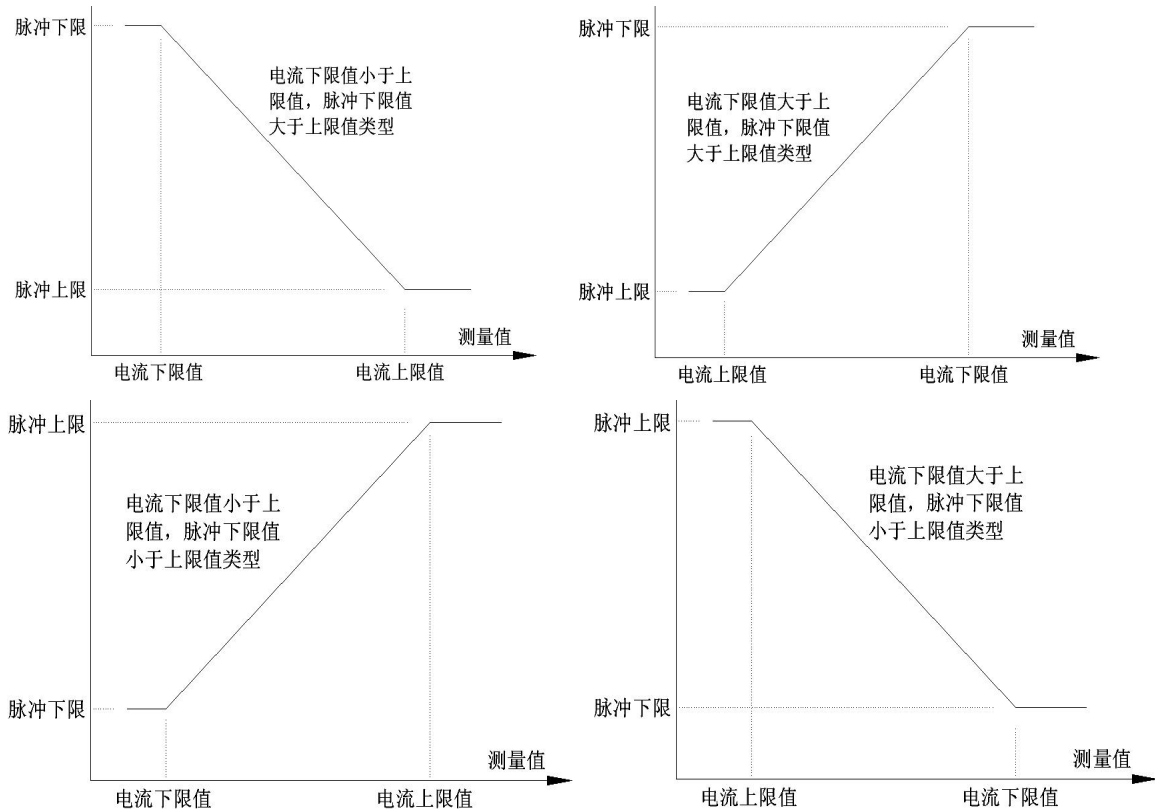 脉冲下限
电流下限值小于上
限值，脉冲下限值
大于上限值类型
脉冲上限
测量值
电流下限值
电流上限值
脉冲下限
电流下限值大于上
限值，脉冲下限值
大于上限值类型
脉冲上限
测量值
电流上限值
电流下限值
脉冲上限
电流下限值小于上
限值，脉冲下限值
小于上限值类型
脉冲下限
测量值
电流下限值
电流上限值
脉冲上限
电流下限值大于上
限值，脉冲下限值
小于上限值类型
脉冲下限
测量值
电流上限值
电流下限值